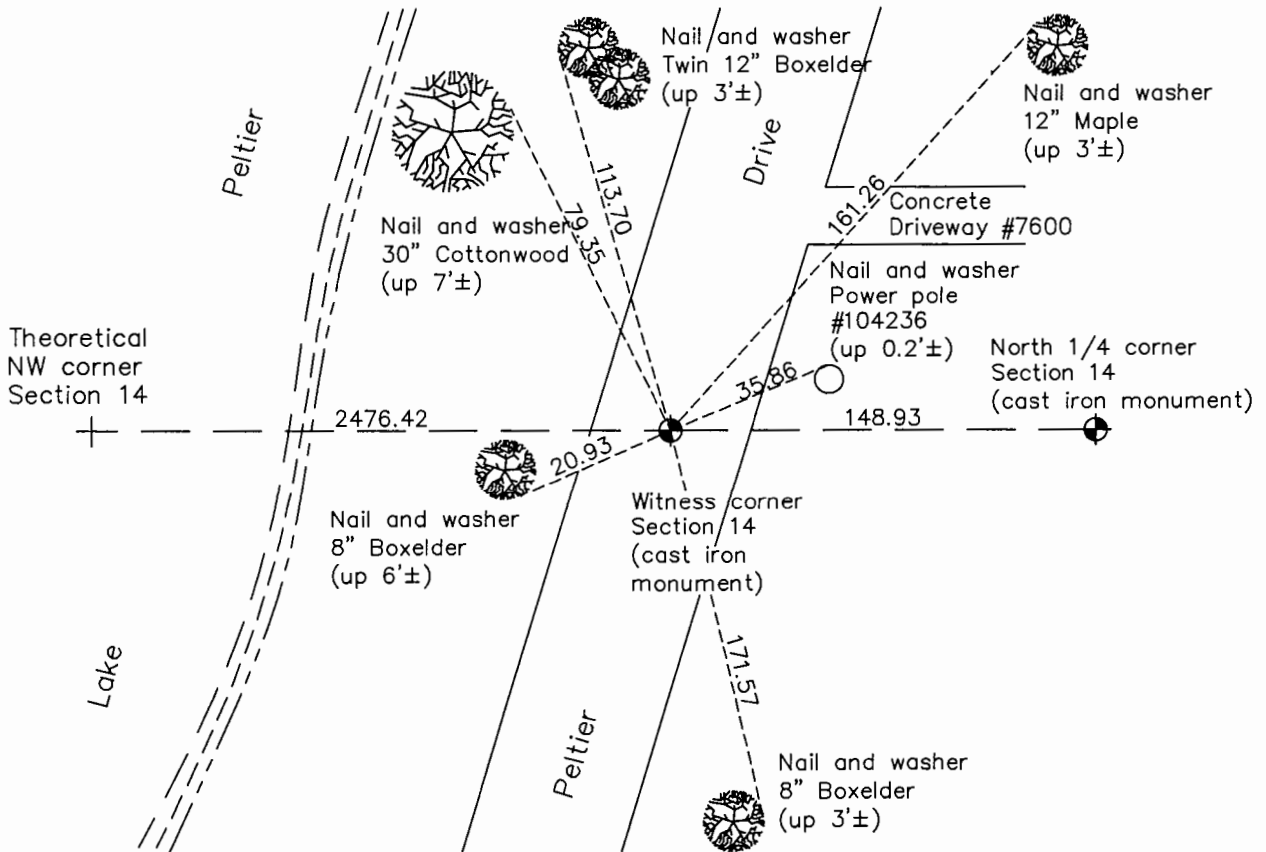 Nail and washer
Twin 12" Boxelder
(up 3'±)
Nail and washer
12" Maple
(up 3'±)
Peltier
Drive
113.70
161.26
Concrete
Driveway #7600
Nail and washer
30" Cottonwood
(up 7'±)
79.35
Nail and washer
Power pole
#104236
(up 0.2'±)
Theoretical
NW corner
Section 14
North 1/4 corner
Section 14
(cast iron monument)
35.86
2476.42
148.93
20.93
Nail and washer
8" Boxelder
(up 6'±)
Witness corner
Section 14
(cast iron
monument)
171.57
Lake
Peltier
Nail and washer
8" Boxelder
(up 3'±)